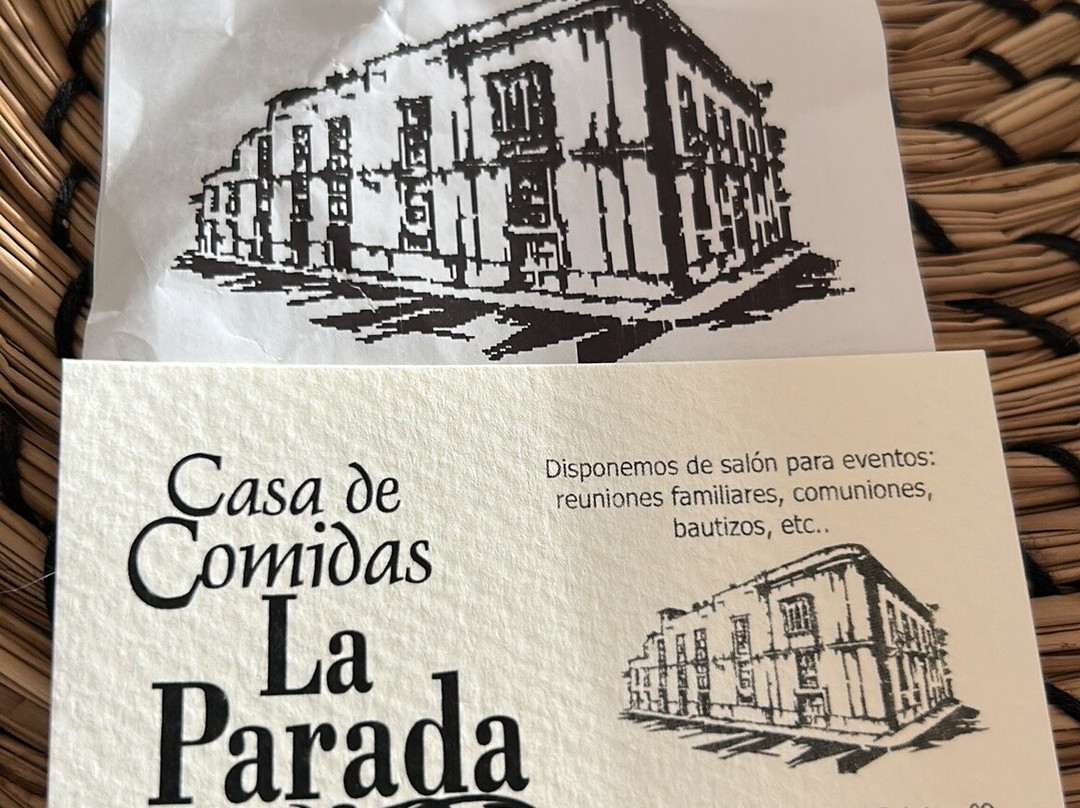 Casa de
Comidas
La
Parada
Disponemos de salón para eventos:
reuniones familiares, comuniones,
bautizos, etc..